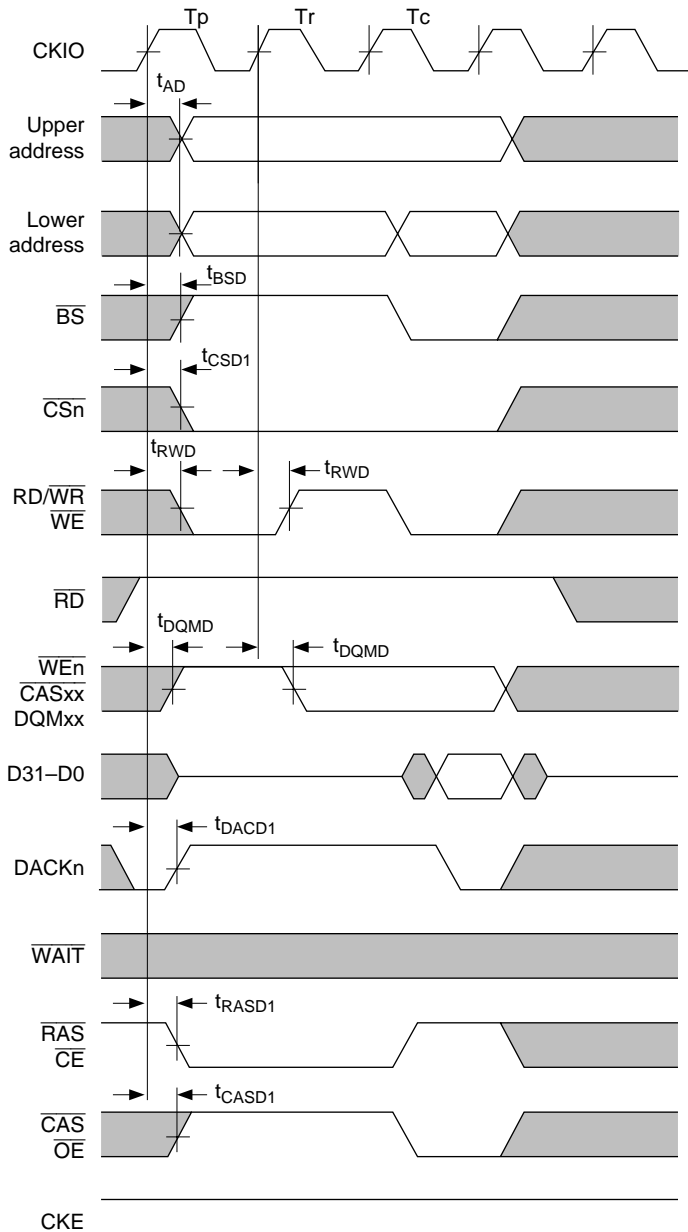 Tp Tr Tc
CKIO
tAD
Upper
address
Lower
address
tBSD
BS
tCSD1
CSn
tRWD tRWD
RD/WR
WE
RD
tDQMD tDQMD
WEn
CASxx
DQMxx
D31–D0
tDACD1
DACKn
WAIT
tRASD1
RAS
CE
tCASD1
CAS
OE
CKE